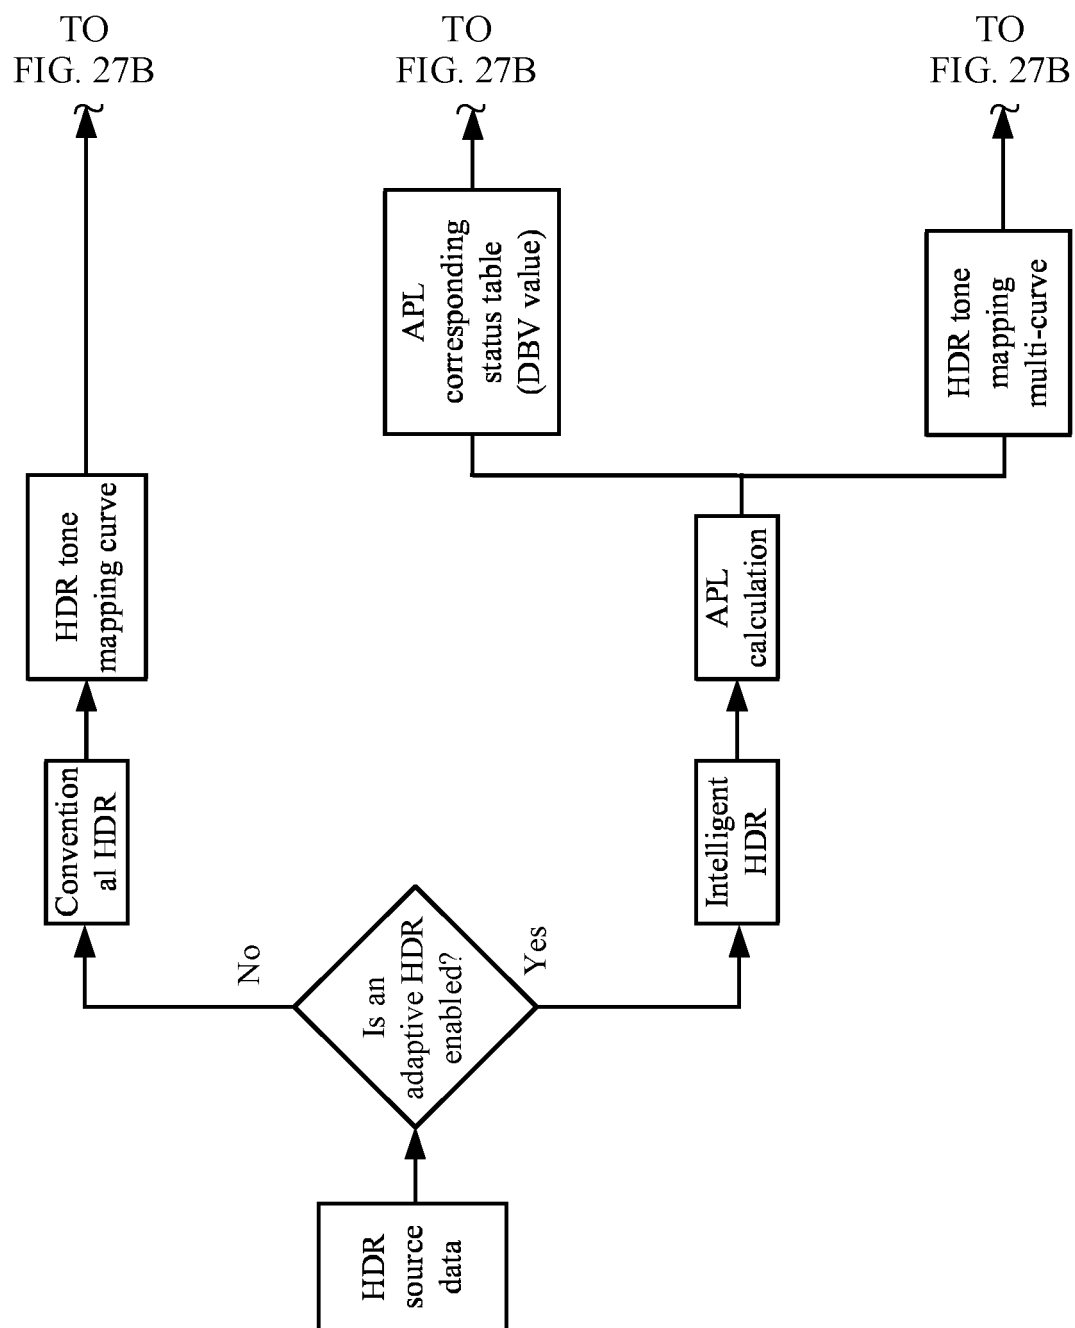 TO
FIG. 27B
TO
FIG. 27B
TO
FIG. 27B
HDR
source
data
Is an
adaptive HDR
enabled?
No
Yes
Convention
al HDR
HDR tone
mapping curve
Intelligent
HDR
APL
calculation
APL
corresponding
status table
(DBV value)
HDR tone
mapping
multi-curve